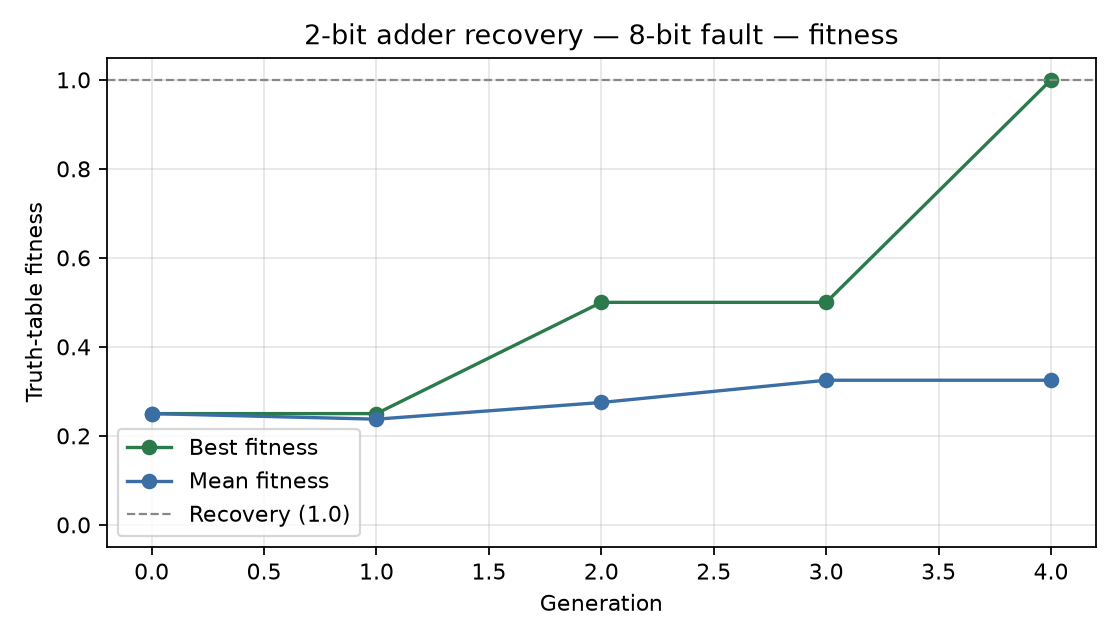 2-bit adder recovery — 8-bit fault — fitness
Truth-table fitness
1.0
0.8
0.6
0.4
0.2
0.0
Best fitness
Mean fitness
Recovery (1.0)
0.0 0.5 1.0 1.5 2.0 2.5 3.0 3.5 4.0
Generation